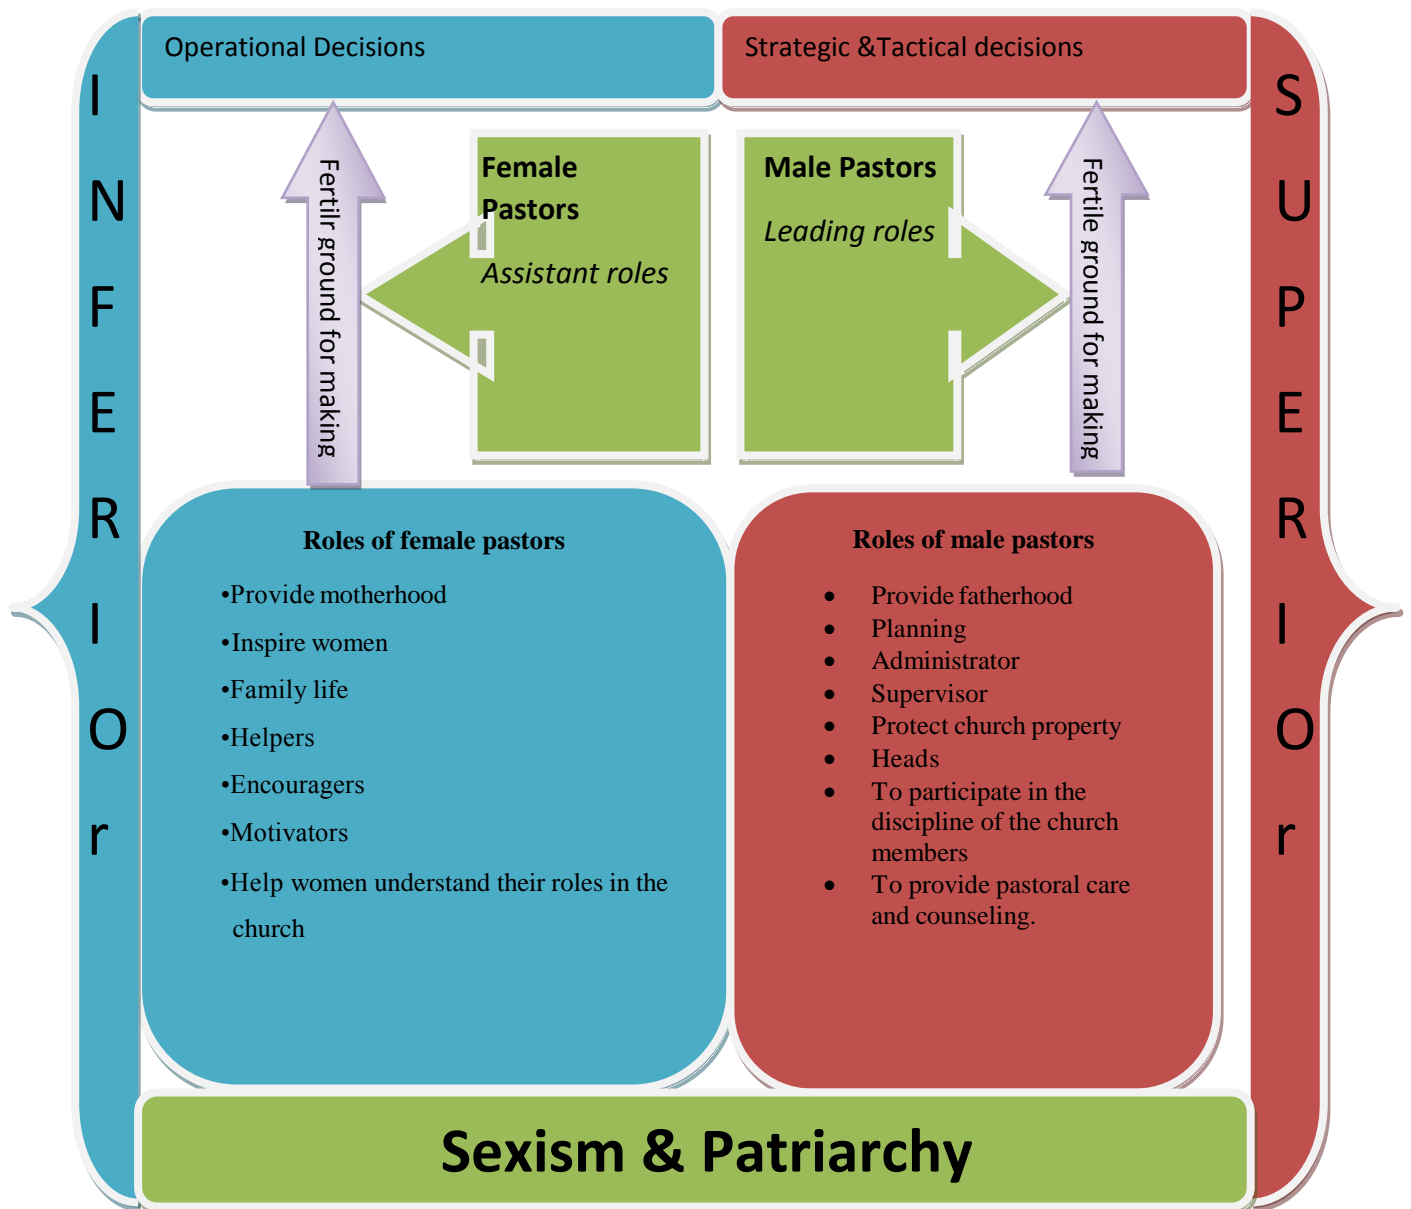 Operational Decisions
Strategic &Tactical decisions
I
N
F
E
R
I
O
r
S
U
P
E
R
I
O
r
Fertilr ground for making
Female
Pastors
Assistant roles
Male Pastors
Leading roles
Fertile ground for making
Roles of female pastors
•Provide motherhood
•Inspire women
•Family life
•Helpers
•Encouragers
•Motivators
•Help women understand their roles in the
church
Roles of male pastors
• Provide fatherhood
• Planning
• Administrator
• Supervisor
• Protect church property
• Heads
• To participate in the
discipline of the church
members
• To provide pastoral care
and counseling.
Sexism & Patriarchy